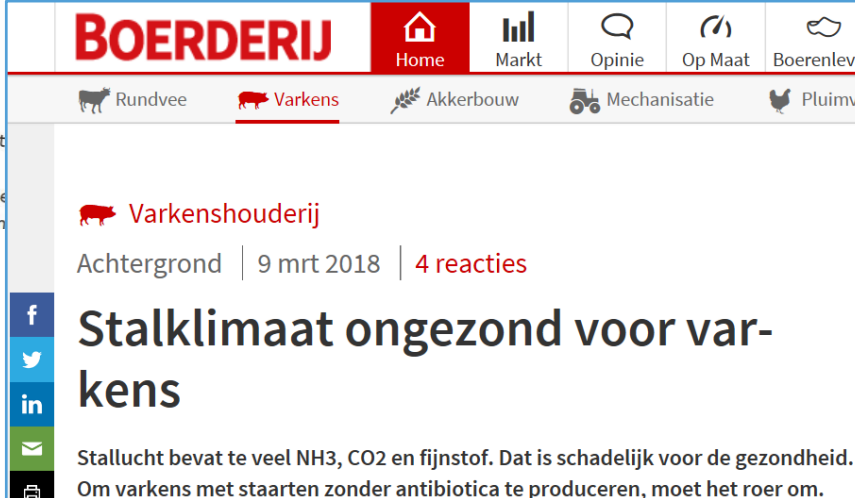 BOERDERIJ
Home Markt Opinie Op Maat Boerenlev
Rundvee Varkens Akkerbouw Mechanisatie Pluimv
Varkenshouderij
Achtergrond | 9 mrt 2018 | 4 reacties
Stalklimaat ongezond voor var-
kens
Stallucht bevat te veel NH3, CO2 en fijnstof. Dat is schadelijk voor de gezondheid.
Om varkens met staarten zonder antibiotica te produceren, moet het roer om.